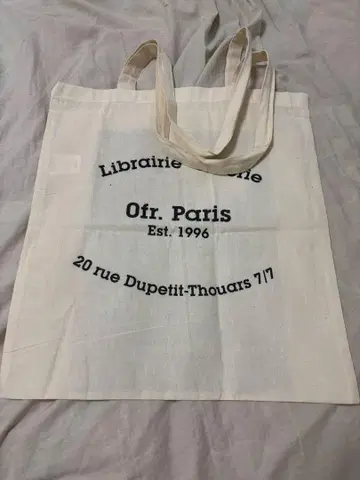 Librairie
Ofr. Paris
Est. 1996
20 rue Dupetit-Thouars 7/7